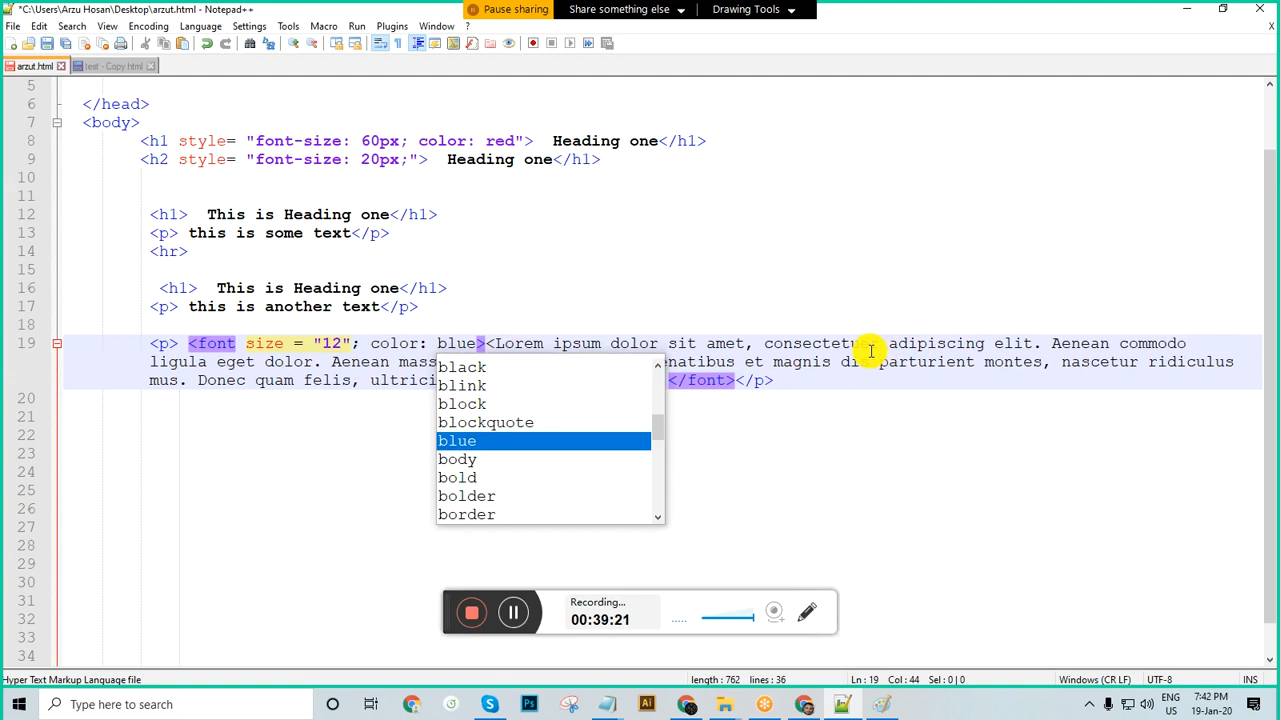 *C:\Users\Arzu Hosan\Desktop\arzut.html - Notepad++
Pause sharing
Share something else
Drawing Tools
File Edit Search View Encoding Language Settings Tools Macro Run Plugins Window ?
X
arzut.html
test - Copy.html
5
6 </head>
7 <body>
8 <h1 style= "font-size: 60px; color: red">  Heading one</h1>
9 <h2 style= "font-size: 20px;">  Heading one</h1>
10
11
12 <h1>  This is Heading one</h1>
13 <p> this is some text</p>
14 <hr>
15
16 <h1>  This is Heading one</h1>
17 <p> this is another text</p>
18
19 <p> <font size = "12"; color: blue><Lorem ipsum dolor sit amet, consectetuer adipiscing elit. Aenean commodo
ligula eget dolor. Aenean mass enatibus et magnis dis parturient montes, nascetur ridiculus
mus. Donec quam felis, ultrici </font></p>
black
blink
block
blockquote
blue
body
bold
bolder
border
20
21
22
23
24
25
26
27
28
29
30
31
32
33
34
Recording...
00:39:21
Hyper Text Markup Language file
length : 762 lines : 36
Ln : 19 Col : 44 Sel : 0 | 0
Windows (CR LF)
UTF-8
INS
Type here to search
ENG
US
7:42 PM
19-Jan-20